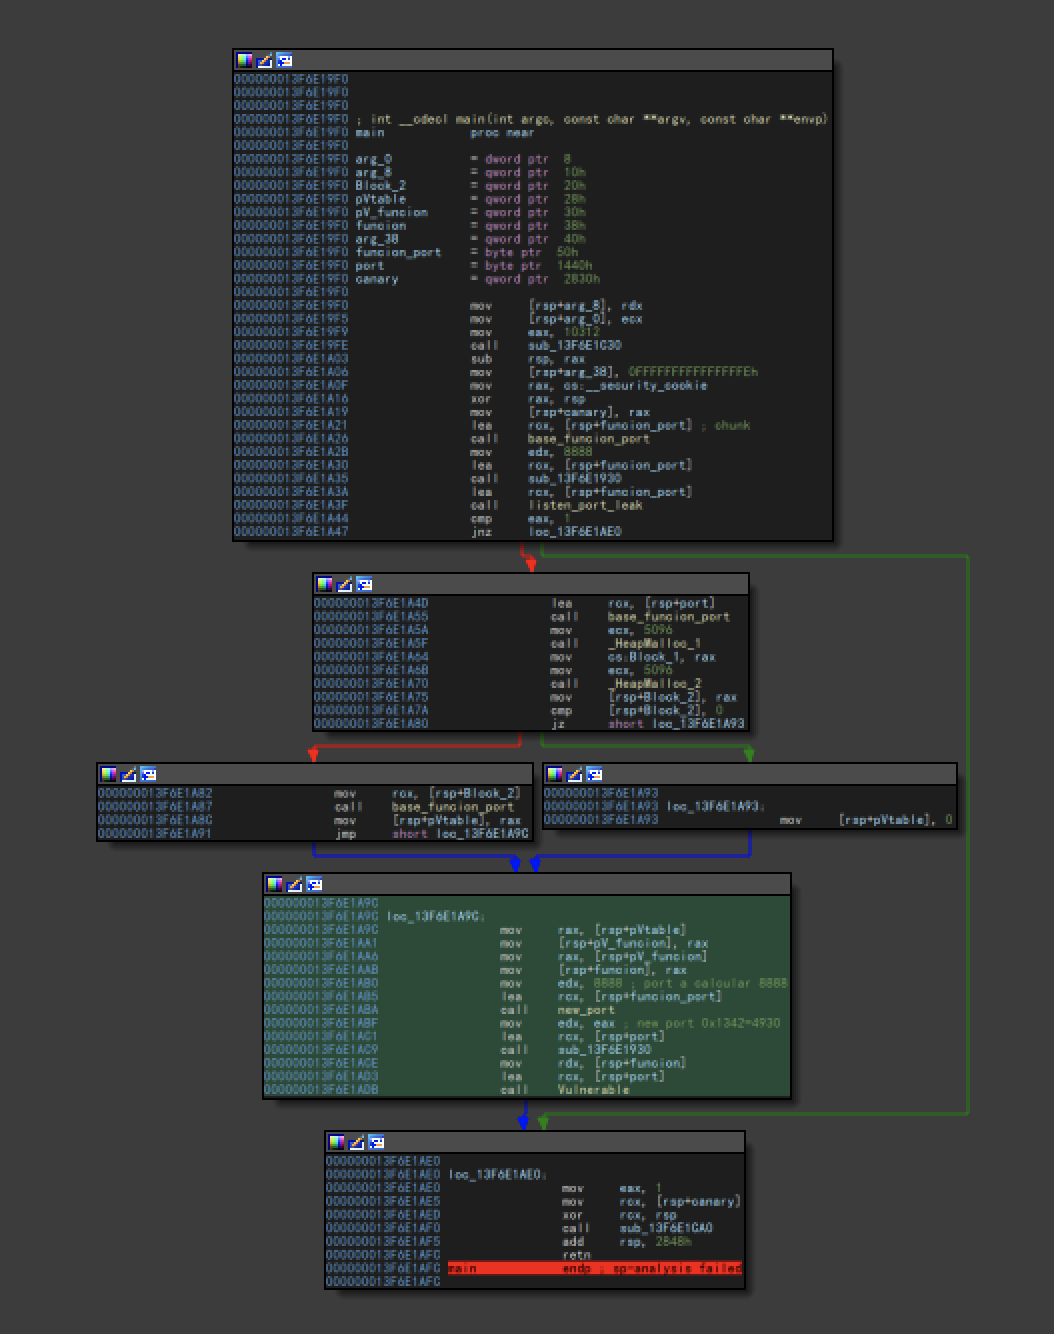 000000013F6E19F0
000000013F6E19F0
000000013F6E19F0
000000013F6E19F0 ; int __cdecl main(int argc, const char **argv, const char **envp)
000000013F6E19F0 main proc near
000000013F6E19F0
000000013F6E19F0 arg_0 = dword ptr 8
000000013F6E19F0 arg_8 = qword ptr 10h
000000013F6E19F0 Block_2 = qword ptr 20h
000000013F6E19F0 pVtable = qword ptr 28h
000000013F6E19F0 pV_funcion = qword ptr 30h
000000013F6E19F0 funcion = qword ptr 38h
000000013F6E19F0 arg_38 = qword ptr 40h
000000013F6E19F0 funcion_port = byte ptr 50h
000000013F6E19F0 port = byte ptr 1440h
000000013F6E19F0 canary = qword ptr 2830h
000000013F6E19F0
000000013F6E19F0 mov [rsp+arg_8], rdx
000000013F6E19F5 mov [rsp+arg_0], ecx
000000013F6E19F9 mov eax, 10312
000000013F6E19FE call sub_13F6E1C30
000000013F6E1A03 sub rsp, rax
000000013F6E1A06 mov [rsp+arg_38], 0FFFFFFFFFFFFFFFEh
000000013F6E1A0F mov rax, cs:__security_cookie
000000013F6E1A16 xor rax, rsp
000000013F6E1A19 mov [rsp+canary], rax
000000013F6E1A21 lea rcx, [rsp+funcion_port] ; chunk
000000013F6E1A26 call base_funcion_port
000000013F6E1A2B mov edx, 8888
000000013F6E1A30 lea rcx, [rsp+funcion_port]
000000013F6E1A35 call sub_13F6E1930
000000013F6E1A3A lea rcx, [rsp+funcion_port]
000000013F6E1A3F call listen_port_leak
000000013F6E1A44 cmp eax, 1
000000013F6E1A47 jnz loc_13F6E1AE0
000000013F6E1A4D lea rcx, [rsp+port]
000000013F6E1A55 call base_funcion_port
000000013F6E1A5A mov ecx, 5096
000000013F6E1A5F call _HeapMalloc_1
000000013F6E1A64 mov cs:Block_1, rax
000000013F6E1A6B mov ecx, 5096
000000013F6E1A70 call _HeapMalloc_2
000000013F6E1A75 mov [rsp+Block_2], rax
000000013F6E1A7A cmp [rsp+Block_2], 0
000000013F6E1A80 jz short loc_13F6E1A93
000000013F6E1A82 mov rcx, [rsp+Block_2]
000000013F6E1A87 call base_funcion_port
000000013F6E1A8C mov [rsp+pVtable], rax
000000013F6E1A91 jmp short loc_13F6E1A9C
000000013F6E1A93
000000013F6E1A93 loc_13F6E1A93:
000000013F6E1A93 mov [rsp+pVtable], 0
000000013F6E1A9C
000000013F6E1A9C loc_13F6E1A9C:
000000013F6E1A9C mov rax, [rsp+pVtable]
000000013F6E1AA1 mov [rsp+pV_funcion], rax
000000013F6E1AA6 mov rax, [rsp+pV_funcion]
000000013F6E1AAB mov [rsp+funcion], rax
000000013F6E1AB0 mov edx, 8888 ; port a calcular 8888
000000013F6E1AB5 lea rcx, [rsp+funcion_port]
000000013F6E1ABA call new_port
000000013F6E1ABF mov edx, eax ; new port 0x1342=4930
000000013F6E1AC1 lea rcx, [rsp+port]
000000013F6E1AC9 call sub_13F6E1930
000000013F6E1ACE mov rdx, [rsp+funcion]
000000013F6E1AD3 lea rcx, [rsp+port]
000000013F6E1ADB call Vulnerable
000000013F6E1AE0
000000013F6E1AE0 loc_13F6E1AE0:
000000013F6E1AE0 mov eax, 1
000000013F6E1AE5 mov rcx, [rsp+canary]
000000013F6E1AED xor rcx, rsp
000000013F6E1AF0 call sub_13F6E1CA0
000000013F6E1AF5 add rsp, 2848h
000000013F6E1AFC retn
000000013F6E1AFC main endp ; sp-analysis failed
000000013F6E1AFC